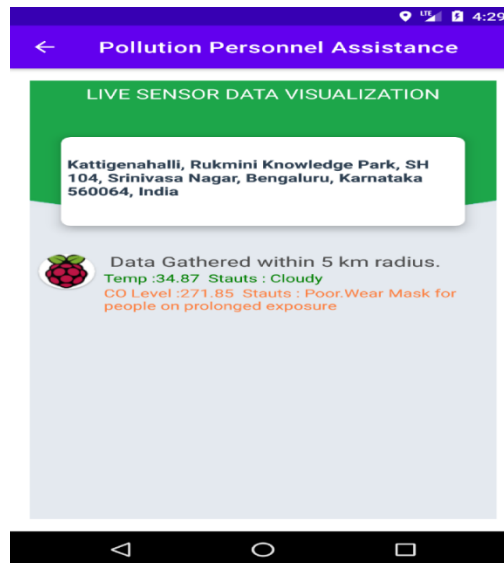 LTE 4:29
Pollution Personnel Assistance
LIVE SENSOR DATA VISUALIZATION
Kattigenahalli, Rukmini Knowledge Park, SH
104, Srinivasa Nagar, Bengaluru, Karnataka
560064, India
Data Gathered within 5 km radius.
Temp :34.87 Stauts : Cloudy
CO Level :271.85 Stauts : Poor.Wear Mask for
people on prolonged exposure